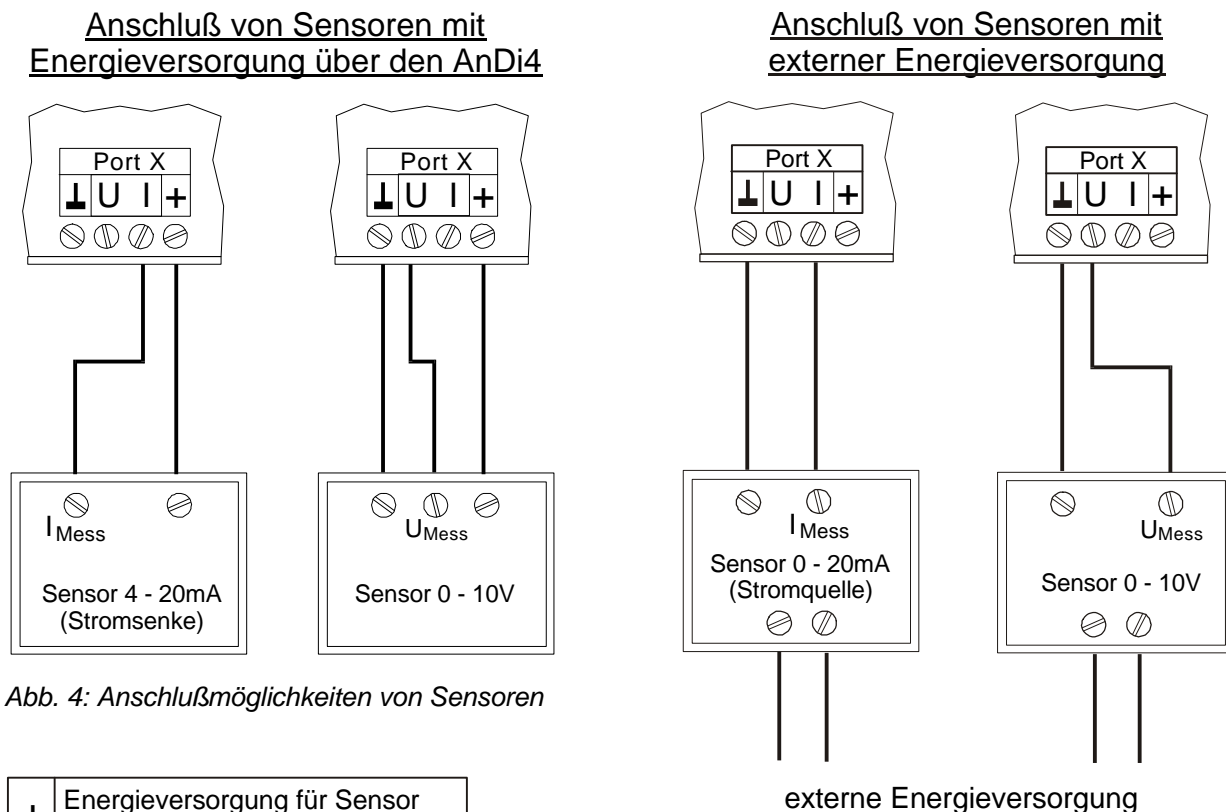 Anschluß von Sensoren mit
Energieversorgung über den AnDi4
Port X
⊥ U I +
I Mess
Sensor 4 - 20mA
(Stromsenke)
Port X
⊥ U I +
UMess
Sensor 0 - 10V
Abb. 4: Anschlußmöglichkeiten von Sensoren
⊥ Energieversorgung für Sensor
Anschluß von Sensoren mit
externer Energieversorgung
Port X
⊥ U I +
I Mess
Sensor 0 - 20mA
(Stromquelle)
Port X
⊥ U I +
UMess
Sensor 0 - 10V
externe Energieversorgung